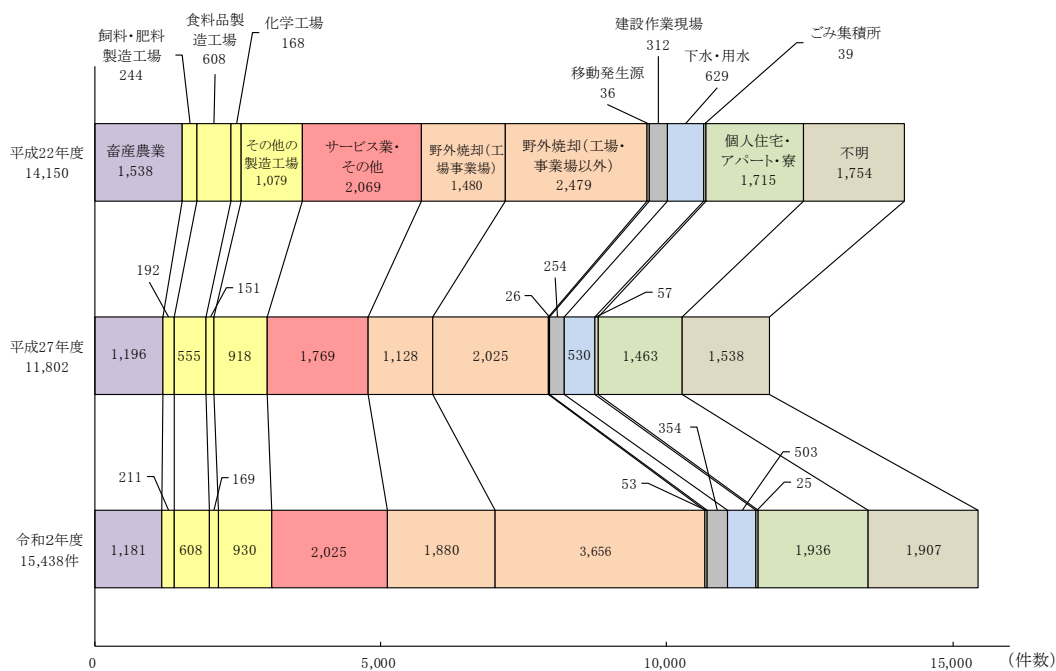 飼料・肥料
製造工場
244
食料品製
造工場
608
化学工場
168
移動発生源
36
建設作業現場
312
下水・用水
629
ごみ集積所
39
平成22年度
14,150
畜産農業
1,538
その他の
製造工場
1,079
サービス業・
その他
2,069
野外焼却(工
場事業場)
1,480
野外焼却(工場・
事業場以外)
2,479
個人住宅・
アパート・寮
1,715
不明
1,754
192
151
26
254
57
平成27年度
11,802
1,196
555
918
1,769
1,128
2,025
530
1,463
1,538
211
169
53
354
503
25
令和2年度
15,438件
1,181
608
930
2,025
1,880
3,656
1,936
1,907
0
5,000
10,000
15,000
(件数)